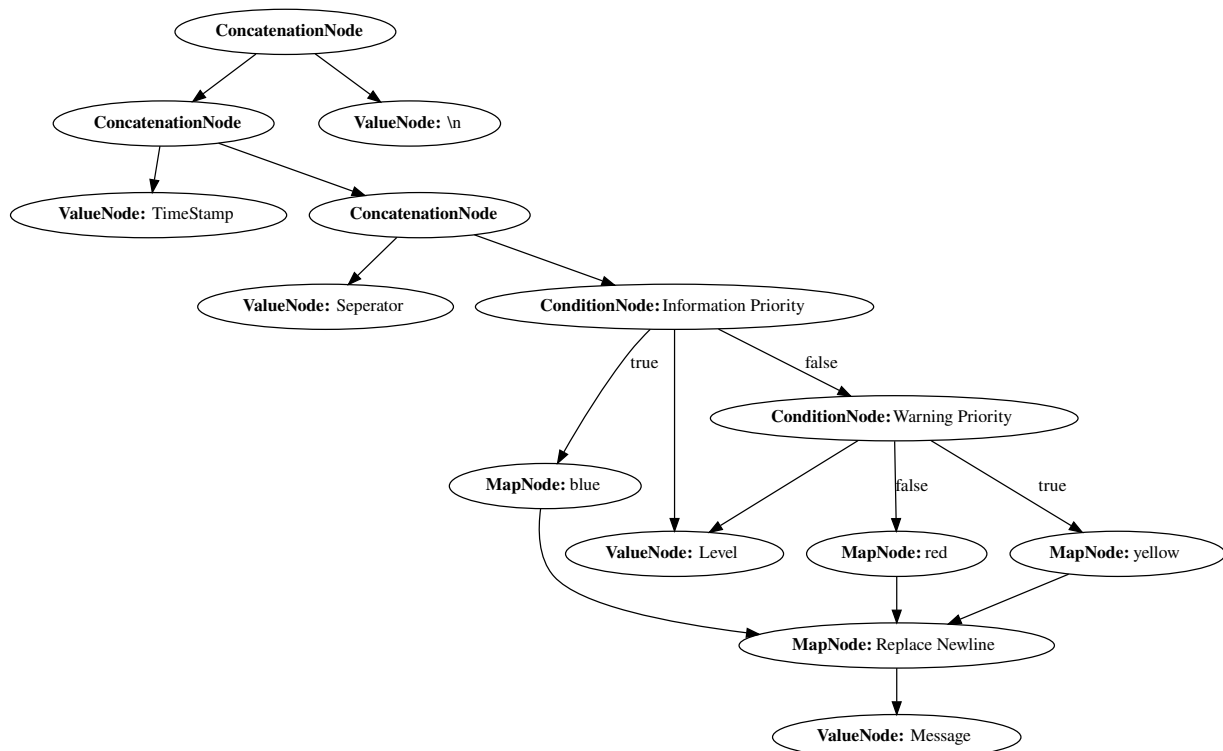 ConcatenationNode
ConcatenationNode
ValueNode: \n
ValueNode: TimeStamp
ConcatenationNode
ValueNode: Seperator
ConditionNode: Information Priority
true
false
ConditionNode: Warning Priority
MapNode: blue
false
true
ValueNode: Level
MapNode: red
MapNode: yellow
MapNode: Replace Newline
ValueNode: Message